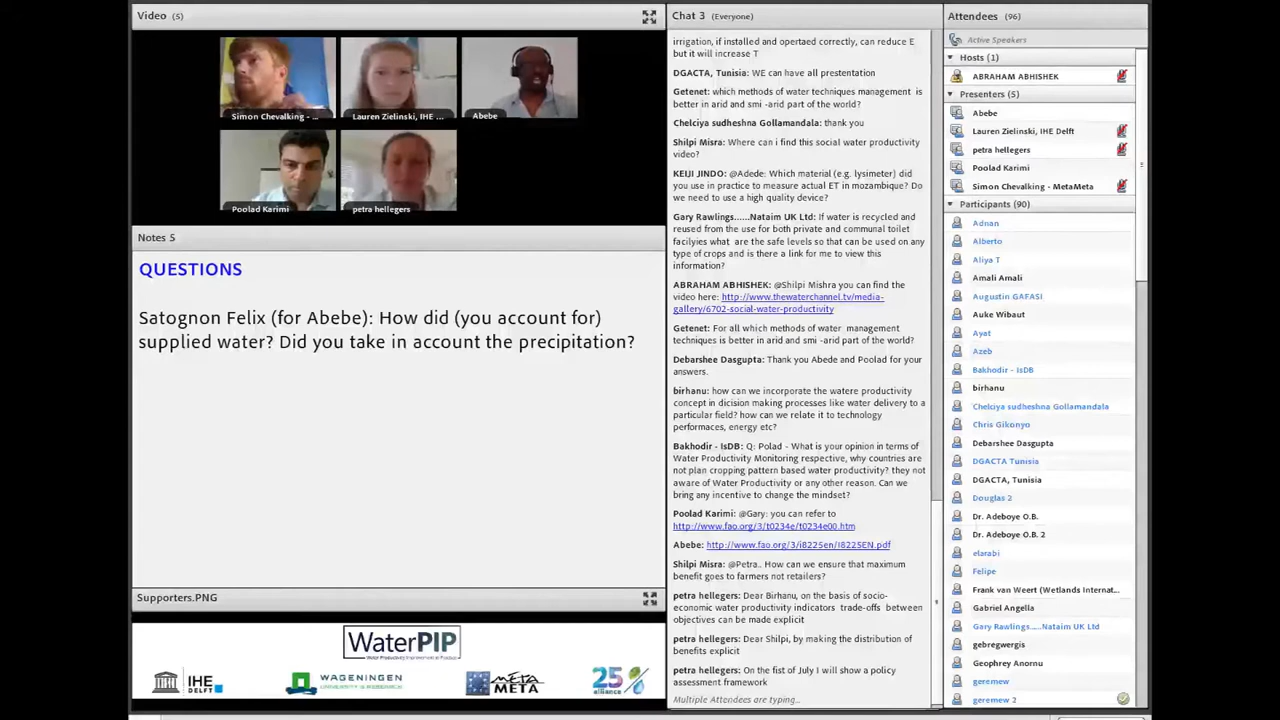 Video (5)
Simon Chevalking - ...
Lauren Zielinski, IHE ...
Abebe
Poolad Karimi
petra hellegers
Notes 5
QUESTIONS
Satognon Felix (for Abebe): How did (you account for)
supplied water? Did you take in account the precipitation?
Supporters.PNG
WaterPIP
IHE
DELFT
WAGENINGEN
META
META
25
alliance
Chat 3 (Everyone)
irrigation, if installed and opertaed correctly, can reduce E
but it will increase T
DGACTA, Tunisia: WE can have all prestentation
Getenet: which methods of water techniques management is
better in arid and smi -arid part of the world?
Chelciya sudheshna Gollamandala: thank you
Shilpi Misra: Where can i find this social water productivity
video?
KEIJI JINDO: @Adede: Which material (e.g. lysimeter) did
you use in practice to measure actual ET in mozambique? Do
we need to use a high quality device?
Gary Rawlings......Nataim UK Ltd: If water is recycled and
reused from the use for both private and communal toilet
facilyies what are the safe levels so that can be used on any
type of crops and is there a link for me to view this
information?
ABRAHAM ABHISHEK: @Shilpi Mishra you can find the
video here: http://www.thewaterchannel.tv/media-
gallery/6702-social-water-productivity
Getenet: For all which methods of water management
techniques is better in arid and smi -arid part of the world?
Debarshee Dasgupta: Thank you Abede and Poolad for your
answers.
birhanu: how can we incorporate the watere productivity
concept in dicision making processes like water delivery to a
particular field? how can we relate it to technology
performaces, energy etc?
Bakhodir - IsDB: Q: Polad - What is your opinion in terms of
Water Productivity Monitoring respective, why countries are
not plan cropping pattern based water productivity? they not
aware of Water Productivity or any other reason. Can we
bring any incentive to change the mindset?
Poolad Karimi: @Gary: you can refer to
http://www.fao.org/3/t0234e/t0234e00.htm
Abebe: http://www.fao.org/3/i8225en/I8225EN.pdf
Shilpi Misra: @Petra.. How can we ensure that maximum
benefit goes to farmers not retailers?
petra hellegers: Dear Birhanu, on the basis of socio-
economic water productivity indicators trade-offs between
objectives can be made explicit
petra hellegers: Dear Shilpi, by making the distribution of
benefits explicit
petra hellegers: On the fist of July I will show a policy
assessment framework
Multiple Attendees are typing...
Attendees (96)
Active Speakers
Hosts (1)
ABRAHAM ABHISHEK
Presenters (5)
Abebe
Lauren Zielinski, IHE Delft
petra hellegers
Poolad Karimi
Simon Chevalking - MetaMeta
Participants (90)
Adnan
Alberto
Aliya T
Amali Amali
Augustin GAFASI
Auke Wibaut
Ayat
Azeb
Bakhodir - IsDB
birhanu
Chelciya sudheshna Gollamandala
Chris Gikonyo
Debarshee Dasgupta
DGACTA Tunisia
DGACTA, Tunisia
Douglas 2
Dr. Adeboye O.B.
Dr. Adeboye O.B. 2
elarabi
Felipe
Frank van Weert (Wetlands Internat...
Gabriel Angella
Gary Rawlings......Nataim UK Ltd
gebregwergis
Geophrey Anornu
geremew
geremew 2